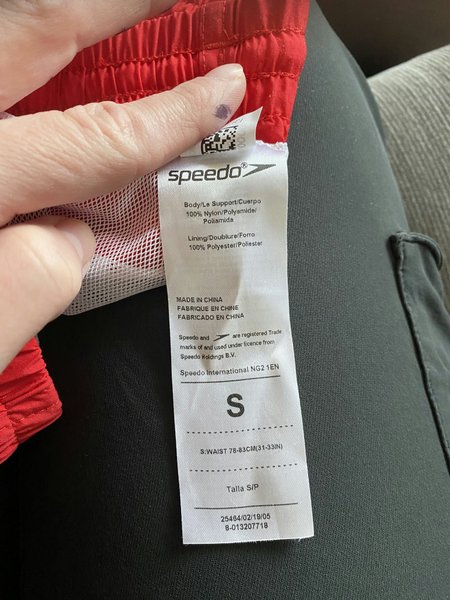 speedo®
Body/Le Support/Cuerpo
100% Nylon/Polyamide/
Poliamida
Lining/Doublure/Forro
100% Polyester/Poliester
MADE IN CHINA
FABRIQUE EN CHINE
FABRICADO EN CHINA
Speedo and are registered Trade
marks of and used under licence from
Speedo Holdings B.V.
Speedo International NG2 1EN
S
S:WAIST 78-83CM(31-33IN)
Talla S/P
25484/02/19/05
8-013207718